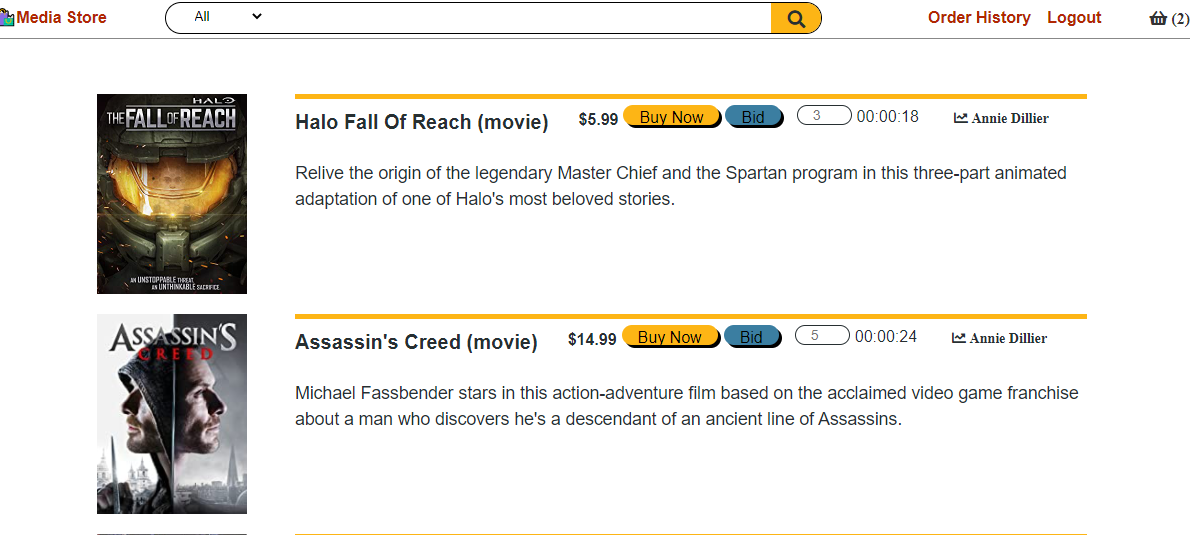 Media Store
All
Order History
Logout
(2)
HALO
THE FALL OF REACH
AN UNSTOPPABLE THREAT.
AN UNTHINKABLE SACRIFICE.
Halo Fall Of Reach (movie)
$5.99
Buy Now
Bid
3
00:00:18
Annie Dillier
Relive the origin of the legendary Master Chief and the Spartan program in this three-part animated
adaptation of one of Halo's most beloved stories.
ASSASSIN'S
CREED
Assassin's Creed (movie)
$14.99
Buy Now
Bid
5
00:00:24
Annie Dillier
Michael Fassbender stars in this action-adventure film based on the acclaimed video game franchise
about a man who discovers he's a descendant of an ancient line of Assassins.